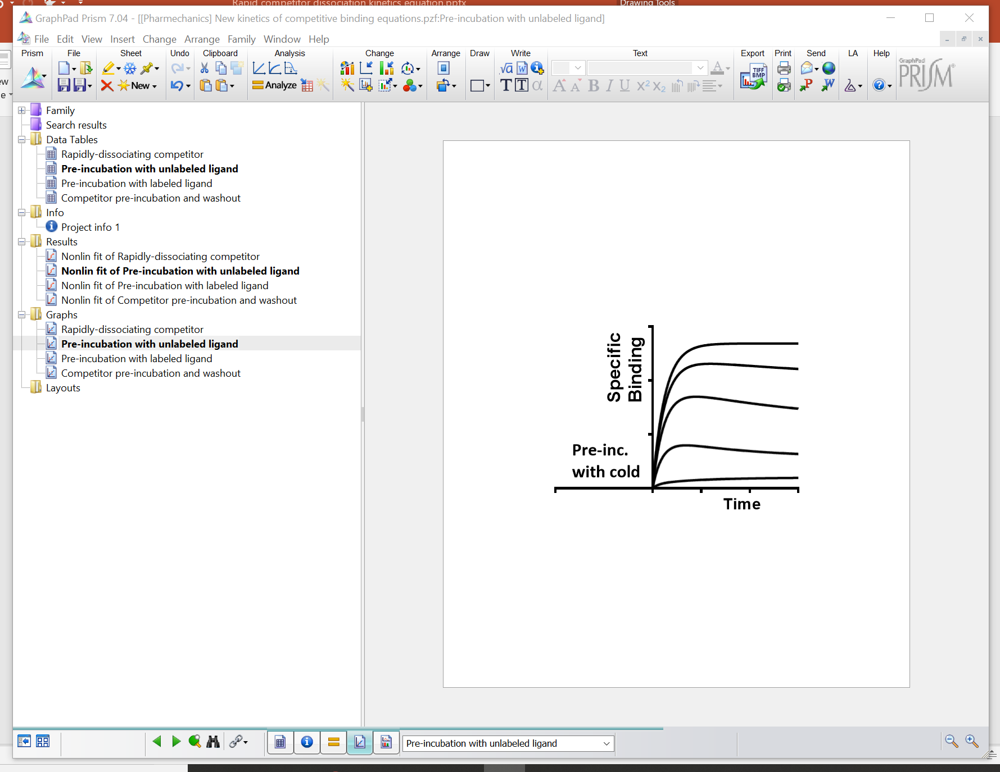 Rapid competitor dissociation kinetics equation.pptx
Drawing Tools
GraphPad Prism 7.04 - [[Pharmechanics] New kinetics of competitive binding equations.pzf:Pre-incubation with unlabeled ligand]
File Edit View Insert Change Arrange Family Window Help
Prism File Sheet Undo Clipboard Analysis Change Arrange Draw Write Text Export Print Send LA Help
New
Analyze
TIFF
BMP
GraphPad
PRISM
Family
Search results
Data Tables
Rapidly-dissociating competitor
Pre-incubation with unlabeled ligand
Pre-incubation with labeled ligand
Competitor pre-incubation and washout
Info
Project info 1
Results
Nonlin fit of Rapidly-dissociating competitor
Nonlin fit of Pre-incubation with unlabeled ligand
Nonlin fit of Pre-incubation with labeled ligand
Nonlin fit of Competitor pre-incubation and washout
Graphs
Rapidly-dissociating competitor
Pre-incubation with unlabeled ligand
Pre-incubation with labeled ligand
Competitor pre-incubation and washout
Layouts
Specific
Binding
Pre-inc.
with cold
Time
Pre-incubation with unlabeled ligand